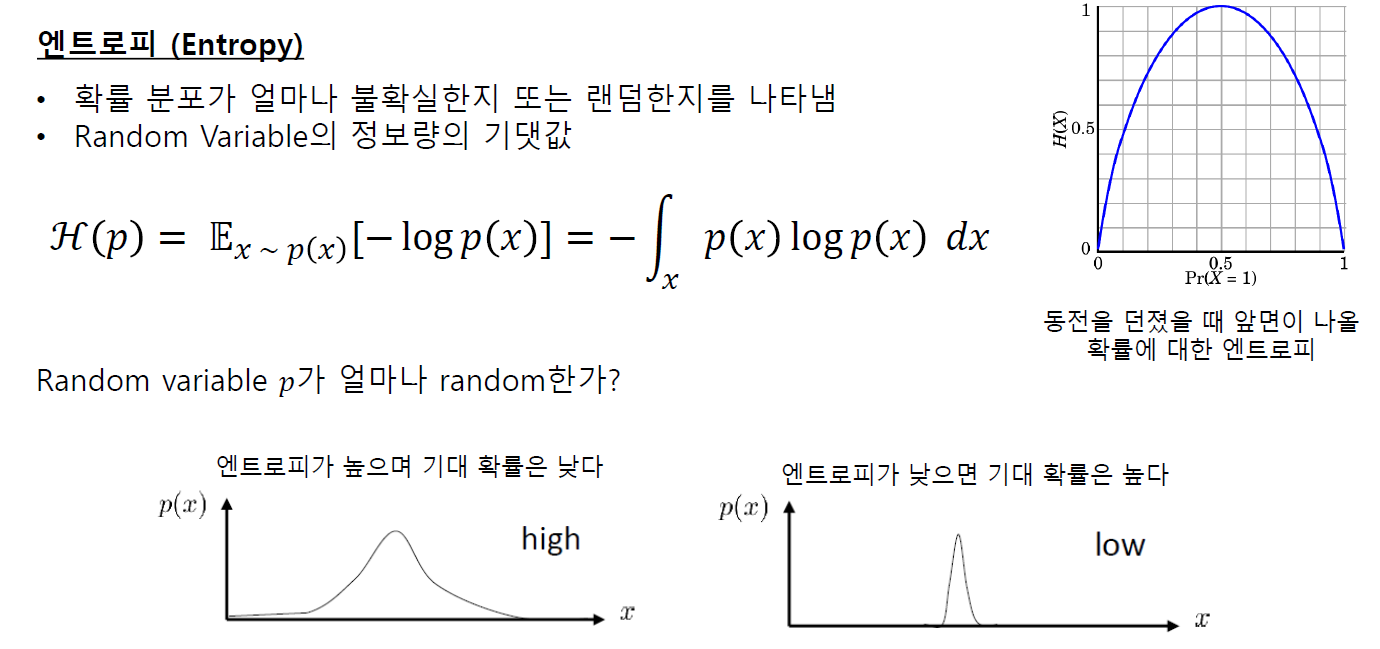 엔트로피 (Entropy)
• 확률 분포가 얼마나 불확실한지 또는 랜덤한지를 나타냄
• Random Variable의 정보량의 기댓값
ℋ(p) = 𝔼_{x ~ p(x)}[− log p(x)] = − ∫_x p(x) log p(x) dx
1
H(X)
0.5
0
0
0.5
1
Pr(X = 1)
동전을 던졌을 때 앞면이 나올
확률에 대한 엔트로피
Random variable p가 얼마나 random한가?
엔트로피가 높으며 기대 확률은 낮다
p(x)
high
x
엔트로피가 낮으면 기대 확률은 높다
p(x)
low
x